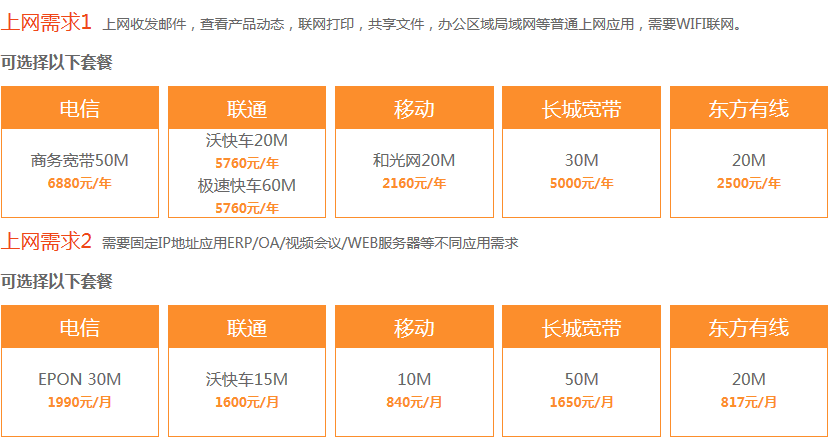 上网需求1 上网收发邮件，查看产品动态，联网打印，共享文件，办公区域局域网等普通上网应用，需要WIFI联网。
可选择以下套餐
电信 联通 移动 长城宽带 东方有线
沃快车20M
商务宽带50M 5760元/年 和光网20M 30M 20M
6880元/年 极速快车60M 2160元/年 5000元/年 2500元/年
5760元/年
上网需求2 需要固定IP地址应用ERP/OA/视频会议/WEB服务器等不同应用需求
可选择以下套餐
电信 联通 移动 长城宽带 东方有线
EPON 30M 沃快车15M 10M 50M 20M
1990元/月 1600元/月 840元/月 1650元/月 817元/月